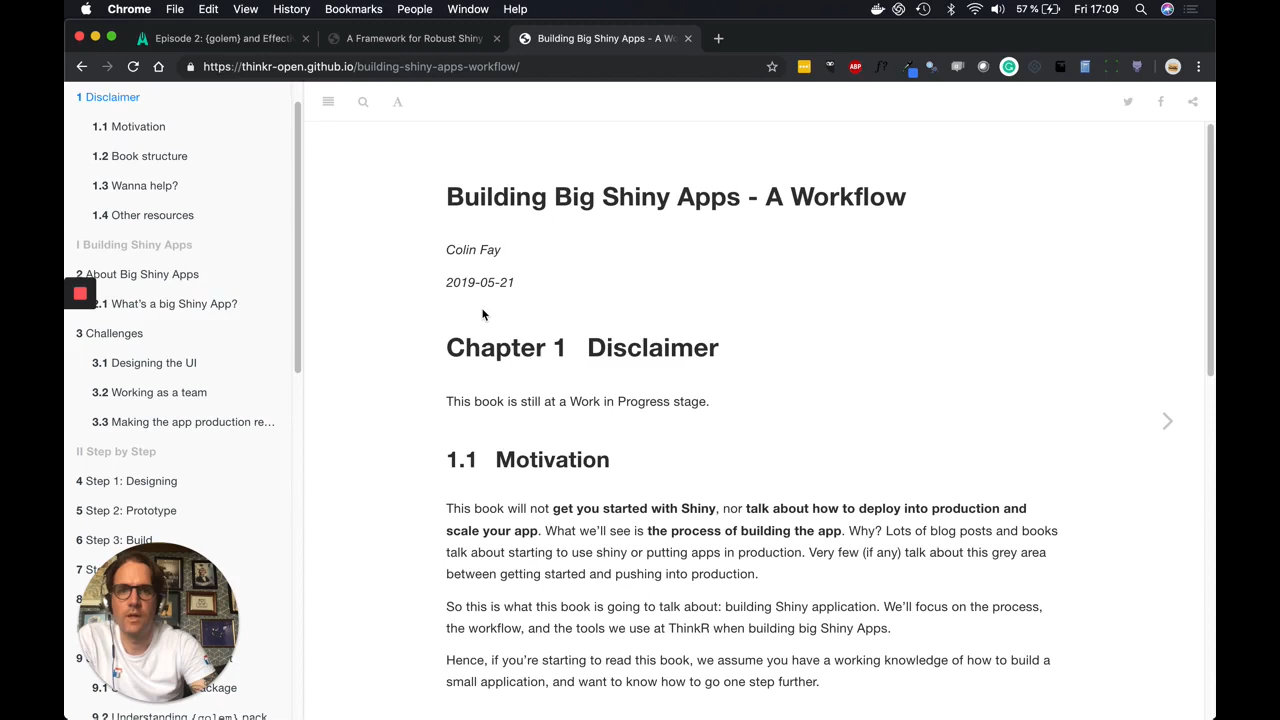 Chrome File Edit View History Bookmarks People Window Help 57 % Fri 17:09
Episode 2: {golem} and Effecti A Framework for Robust Shiny Building Big Shiny Apps - A Wo
https://thinkr-open.github.io/building-shiny-apps-workflow/ ABP f?
1 Disclaimer
1.1 Motivation
1.2 Book structure
1.3 Wanna help?
1.4 Other resources
I Building Shiny Apps
2 About Big Shiny Apps
2.1 What's a big Shiny App?
3 Challenges
3.1 Designing the UI
3.2 Working as a team
3.3 Making the app production re…
II Step by Step
4 Step 1: Designing
5 Step 2: Prototype
6 Step 3: Build
7
8
9
9.1 ackage
9.2 Understanding {golem} pack
A
Building Big Shiny Apps - A Workflow
Colin Fay
2019-05-21
Chapter 1 Disclaimer
This book is still at a Work in Progress stage.
1.1 Motivation
This book will not get you started with Shiny, nor talk about how to deploy into production and
scale your app. What we'll see is the process of building the app. Why? Lots of blog posts and books
talk about starting to use shiny or putting apps in production. Very few (if any) talk about this grey area
between getting started and pushing into production.
So this is what this book is going to talk about: building Shiny application. We'll focus on the process,
the workflow, and the tools we use at ThinkR when building big Shiny Apps.
Hence, if you're starting to read this book, we assume you have a working knowledge of how to build a
small application, and want to know how to go one step further.